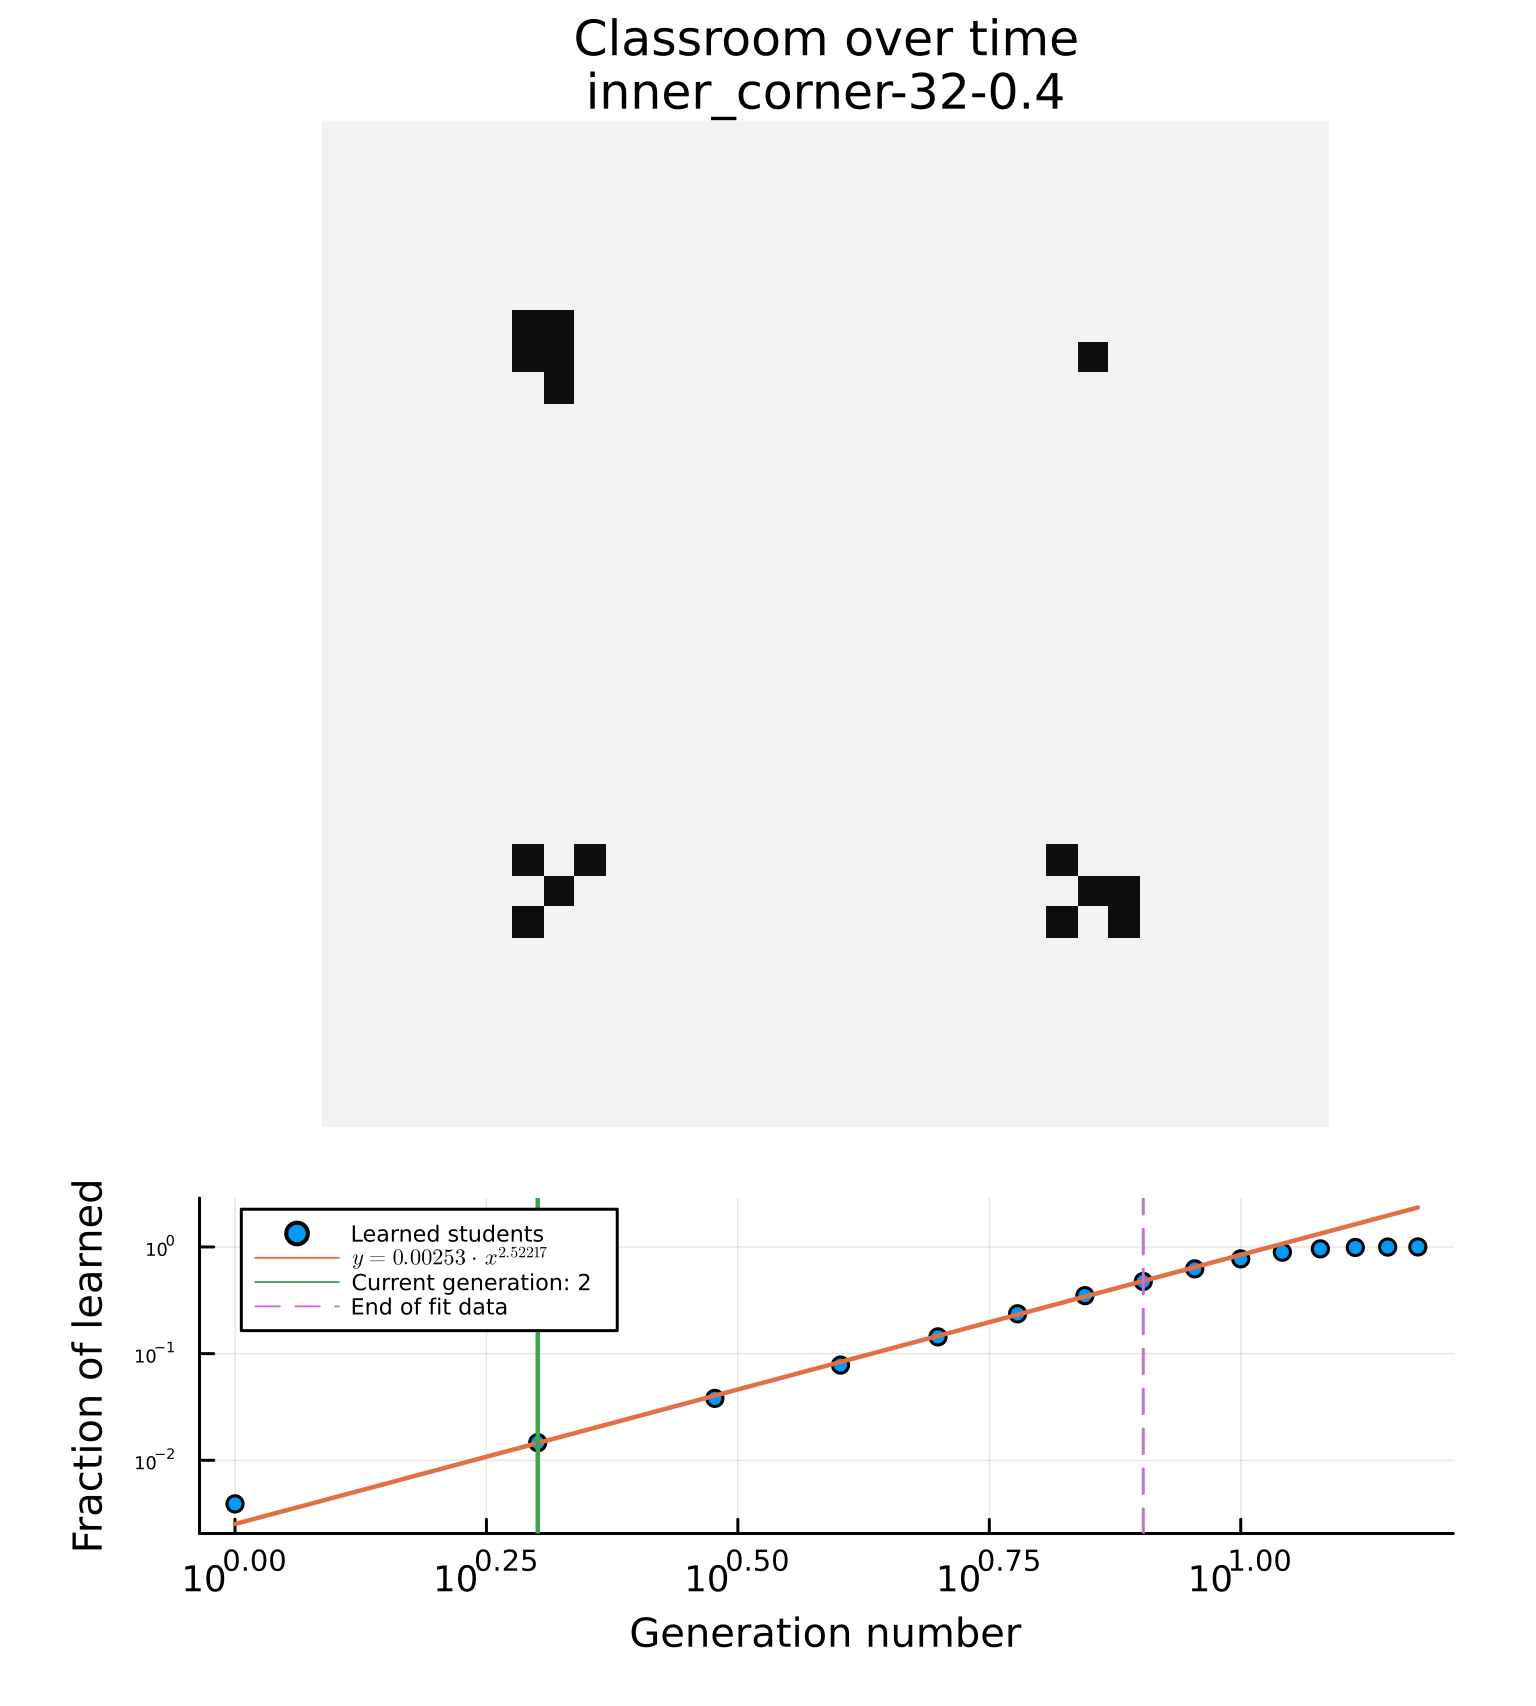 Classroom over time
inner_corner-32-0.4
Fraction of learned
10^0
10^−1
10^−2
Learned students
y = 0.00253 · x^2.52217
Current generation: 2
End of fit data
10^0.00 10^0.25 10^0.50 10^0.75 10^1.00
Generation number